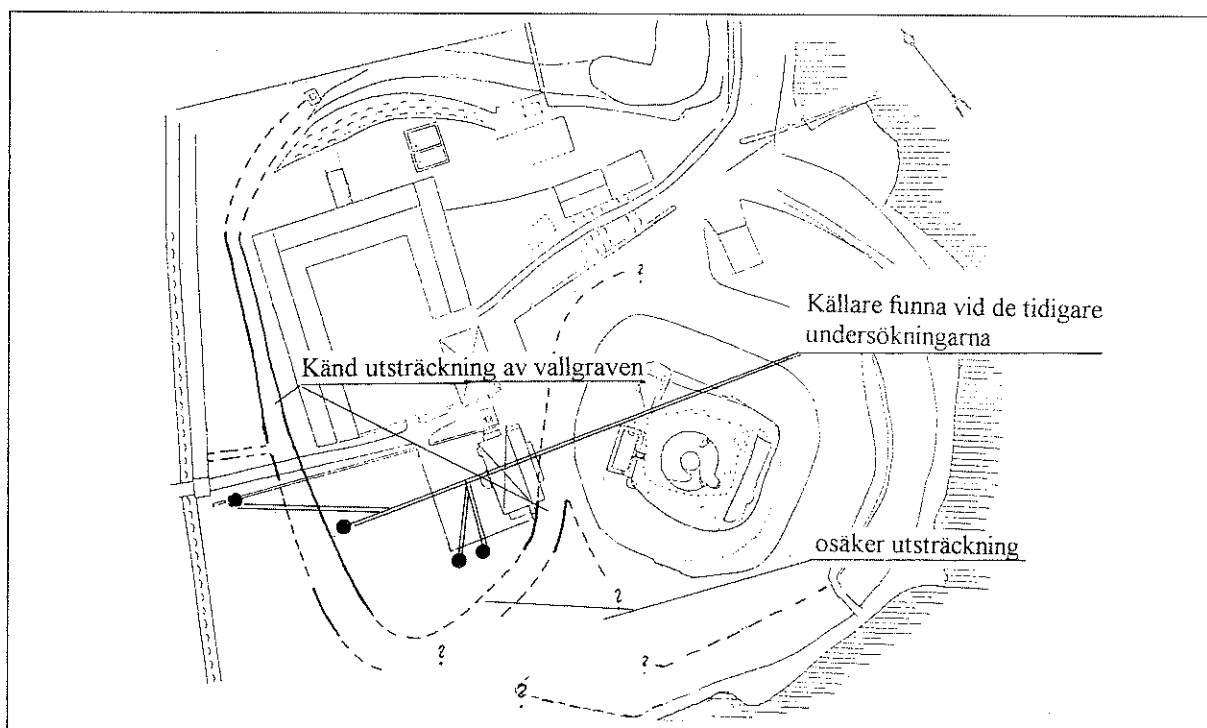 ?
Källare funna vid de tidigare
undersökningarna
Känd utsträckning av vallgraven
osäker utsträckning
?
?
?
?